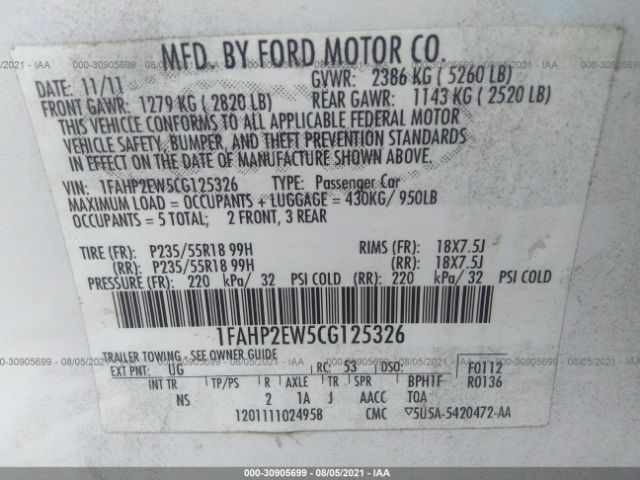 000-30905699 - 08/05/2021 - IAA
MFD. BY FORD MOTOR CO
DATE: 11/11
GVWR: 2386 KG ( 5260 LB)
FRONT GAWR: 1279 KG ( 2820 LB)
REAR GAWR: 1143 KG ( 2520 LB)
THIS VEHICLE CONFORMS TO ALL APPLICABLE FEDERAL MOTOR
VEHICLE SAFETY, BUMPER, AND THEFT PREVENTION STANDARDS
IN EFFECT ON THE DATE OF MANUFACTURE SHOWN ABOVE.
VIN: 1FAHP2EW5CG125326 TYPE: Passenger Car
MAXIMUM LOAD = OCCUPANTS + LUGGAGE = 430KG/ 950LB
OCCUPANTS = 5 TOTAL; 2 FRONT, 3 REAR
TIRE (FR): P235/55R18 99H RIMS (FR): 18X7.5J
(RR): P235/55R18 99H (RR): 18X7.5J
PRESSURE (FR): 220 kPa/ 32 PSI COLD (RR): 220 kPa/ 32 PSI COLD
1FAHP2EW5CG125326
TRAILER TOWING - SEE OWNER GUIDE
EXT PNT: UG RC: 53 DSO: F0112
INT TR TP/PS R AXLE TR SPR BPH1F R0136
NS 2 1A J AACC TOA
1201111024958 CMC ▽5U5A-5420472-AA
000-30905699 - 08/05/2021 - IAA